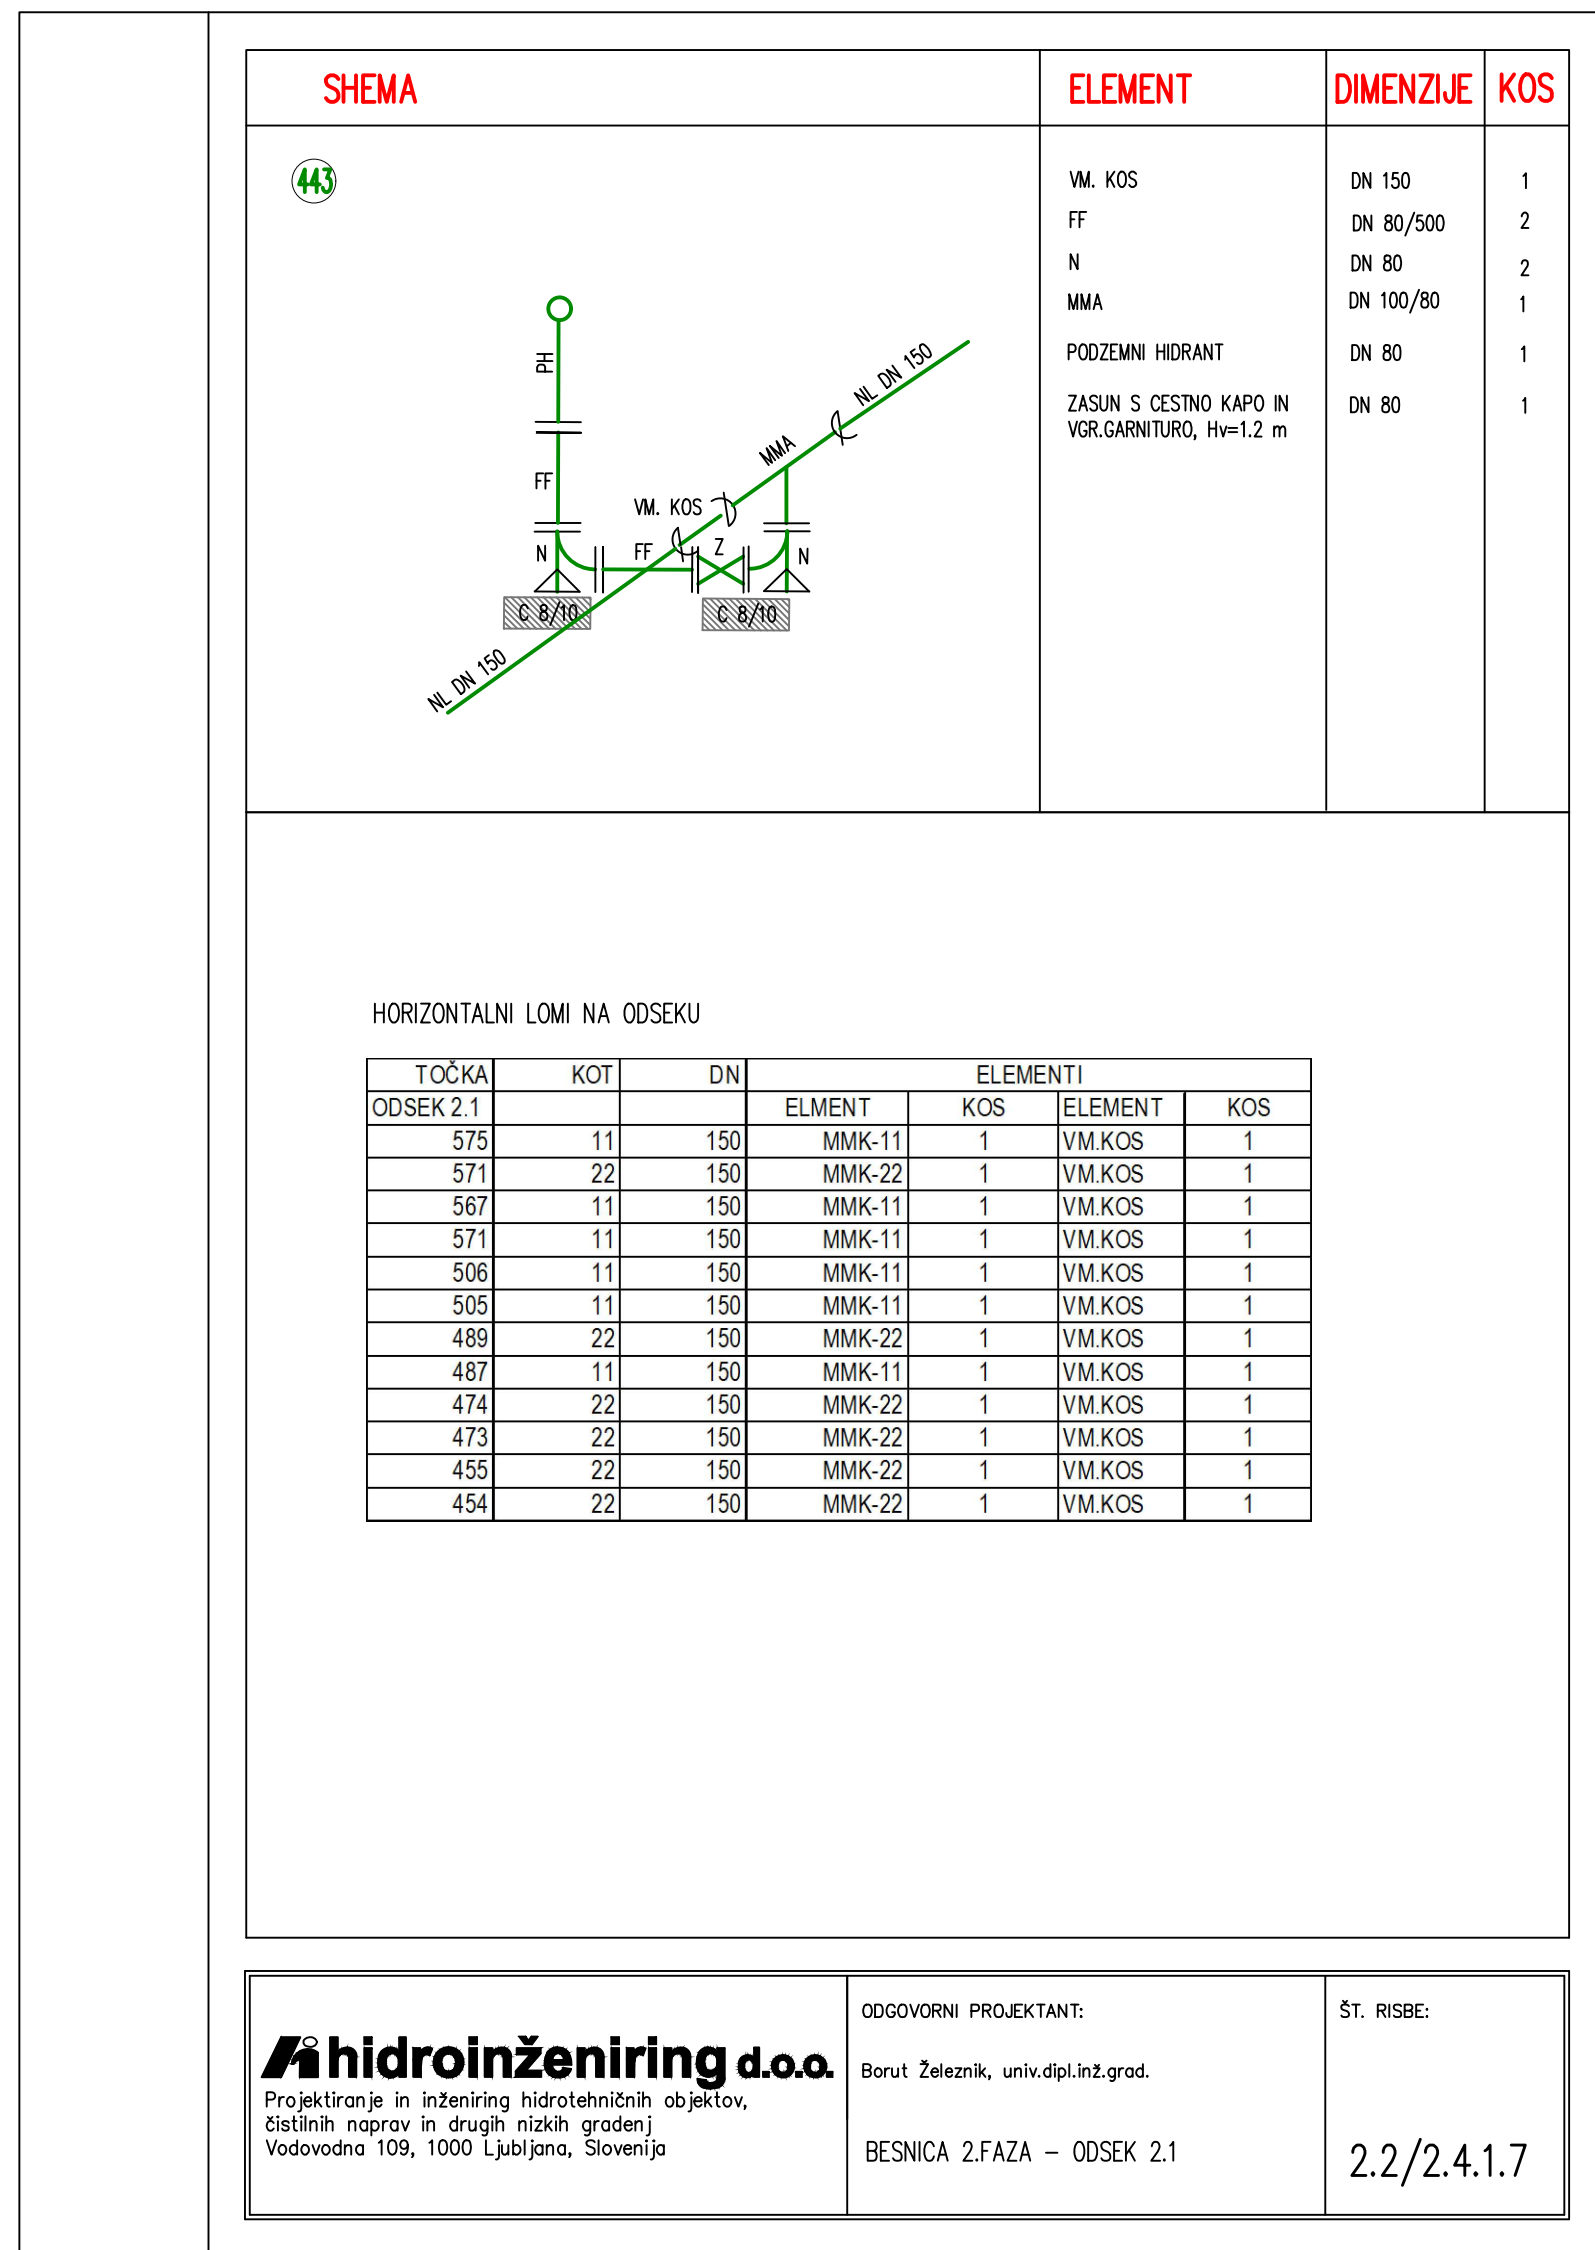 SHEMA ELEMENT DIMENZIJE KOS
443
VM. KOS DN 150 1
FF DN 80/500 2
N DN 80 2
MMA DN 100/80 1
PODZEMNI HIDRANT DN 80 1
ZASUN S CESTNO KAPO IN DN 80 1
VGR.GARNITURO, Hv=1.2 m
PH
NL DN 150
MMA
FF
VM. KOS
N FF Z N
C 8/10 C 8/10
NL DN 150
HORIZONTALNI LOMI NA ODSEKU
TOČKA KOT DN ELEMENTI
ODSEK 2.1 ELMENT KOS ELEMENT KOS
575 11 150 MMK-11 1 VM.KOS 1
571 22 150 MMK-22 1 VM.KOS 1
567 11 150 MMK-11 1 VM.KOS 1
571 11 150 MMK-11 1 VM.KOS 1
506 11 150 MMK-11 1 VM.KOS 1
505 11 150 MMK-11 1 VM.KOS 1
489 22 150 MMK-22 1 VM.KOS 1
487 11 150 MMK-11 1 VM.KOS 1
474 22 150 MMK-22 1 VM.KOS 1
473 22 150 MMK-22 1 VM.KOS 1
455 22 150 MMK-22 1 VM.KOS 1
454 22 150 MMK-22 1 VM.KOS 1
hidroinženiring d.o.o.
Projektiranje in inženiring hidrotehničnih objektov,
čistilnih naprav in drugih nizkih gradenj
Vodovodna 109, 1000 Ljubljana, Slovenija
ODGOVORNI PROJEKTANT:
Borut Železnik, univ.dipl.inž.grad.
BESNICA 2.FAZA – ODSEK 2.1
ŠT. RISBE:
2.2/2.4.1.7